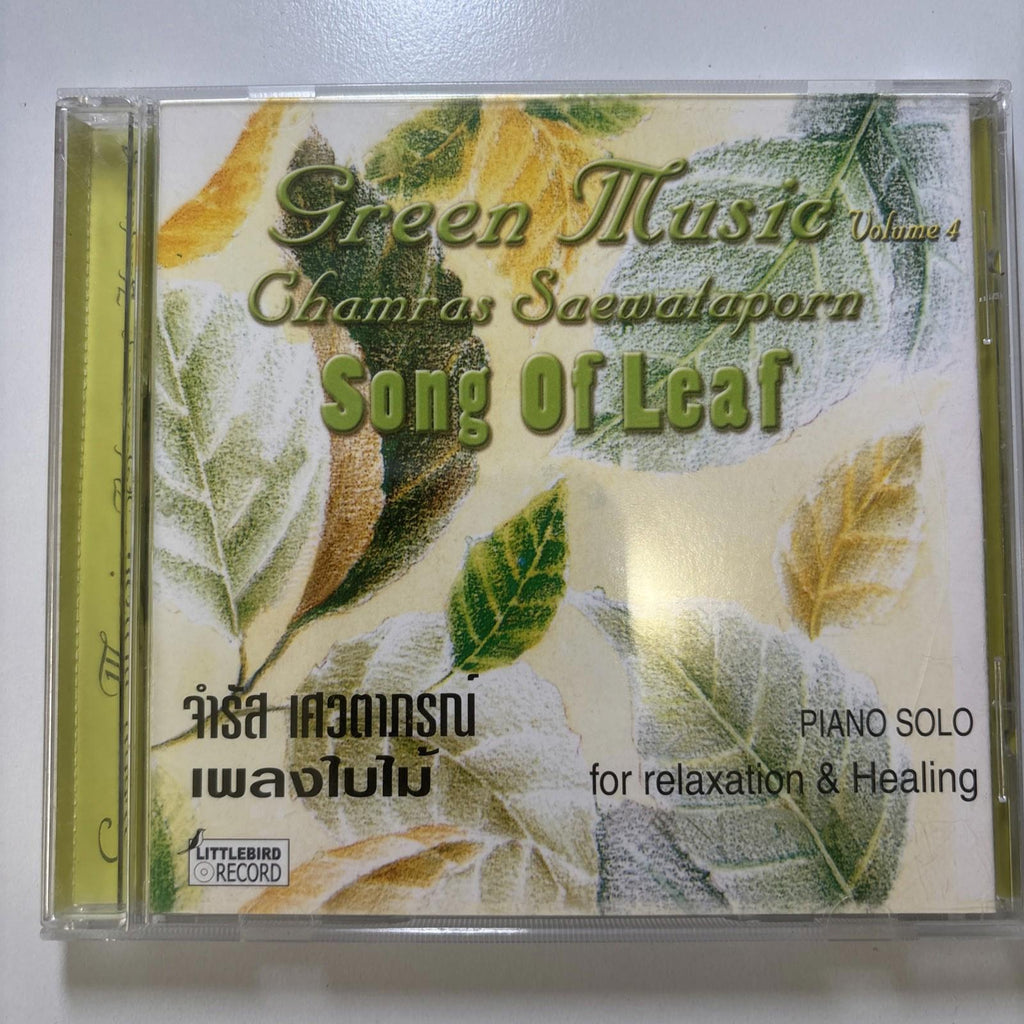 Green Music Volume 4
Chamras Saewataporn
Song Of Leaf
จำรัส เศวตาภรณ์
เพลงใบไม้
PIANO SOLO
for relaxation & Healing
LITTLEBIRD
RECORD